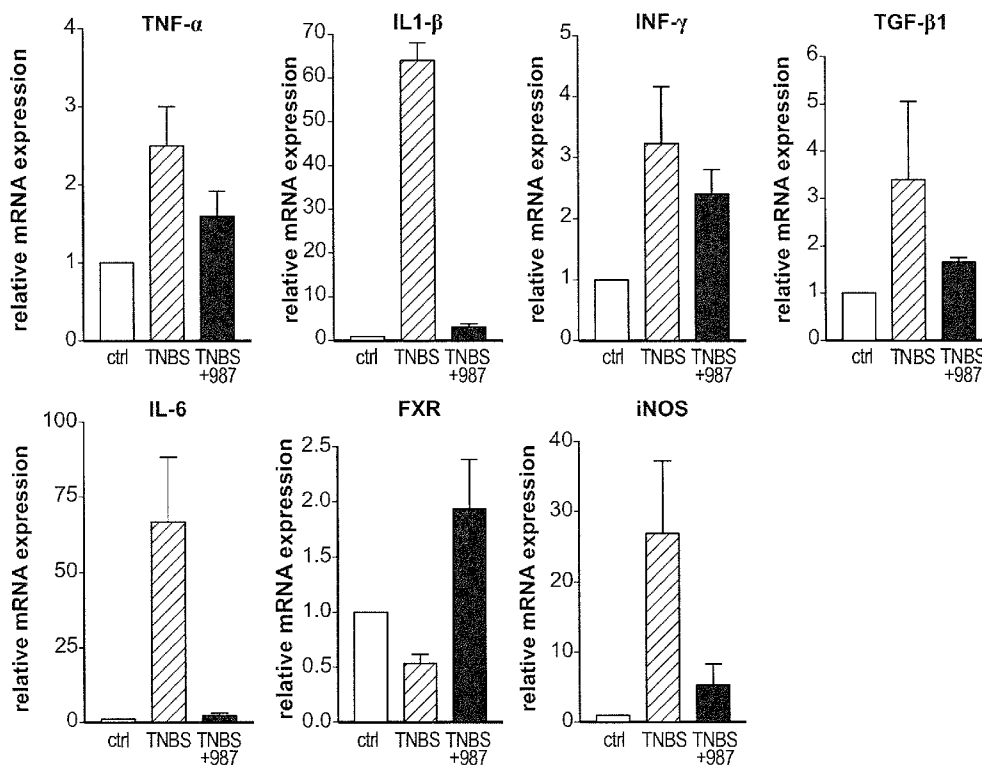 TNF-α
relative mRNA expression
4
3
2
1
0
ctrl TNBS TNBS
+987
IL1-β
relative mRNA expression
70
60
50
40
30
20
10
0
ctrl TNBS TNBS
+987
INF-γ
relative mRNA expression
5
4
3
2
1
0
ctrl TNBS TNBS
+987
TGF-β1
relative mRNA expression
6
5
4
3
2
1
0
ctrl TNBS TNBS
+987
IL-6
relative mRNA expression
100
75
50
25
0
ctrl TNBS TNBS
+987
FXR
relative mRNA expression
2.5
2.0
1.5
1.0
0.5
0.0
ctrl TNBS TNBS
+987
iNOS
relative mRNA expression
40
30
20
10
0
ctrl TNBS TNBS
+987